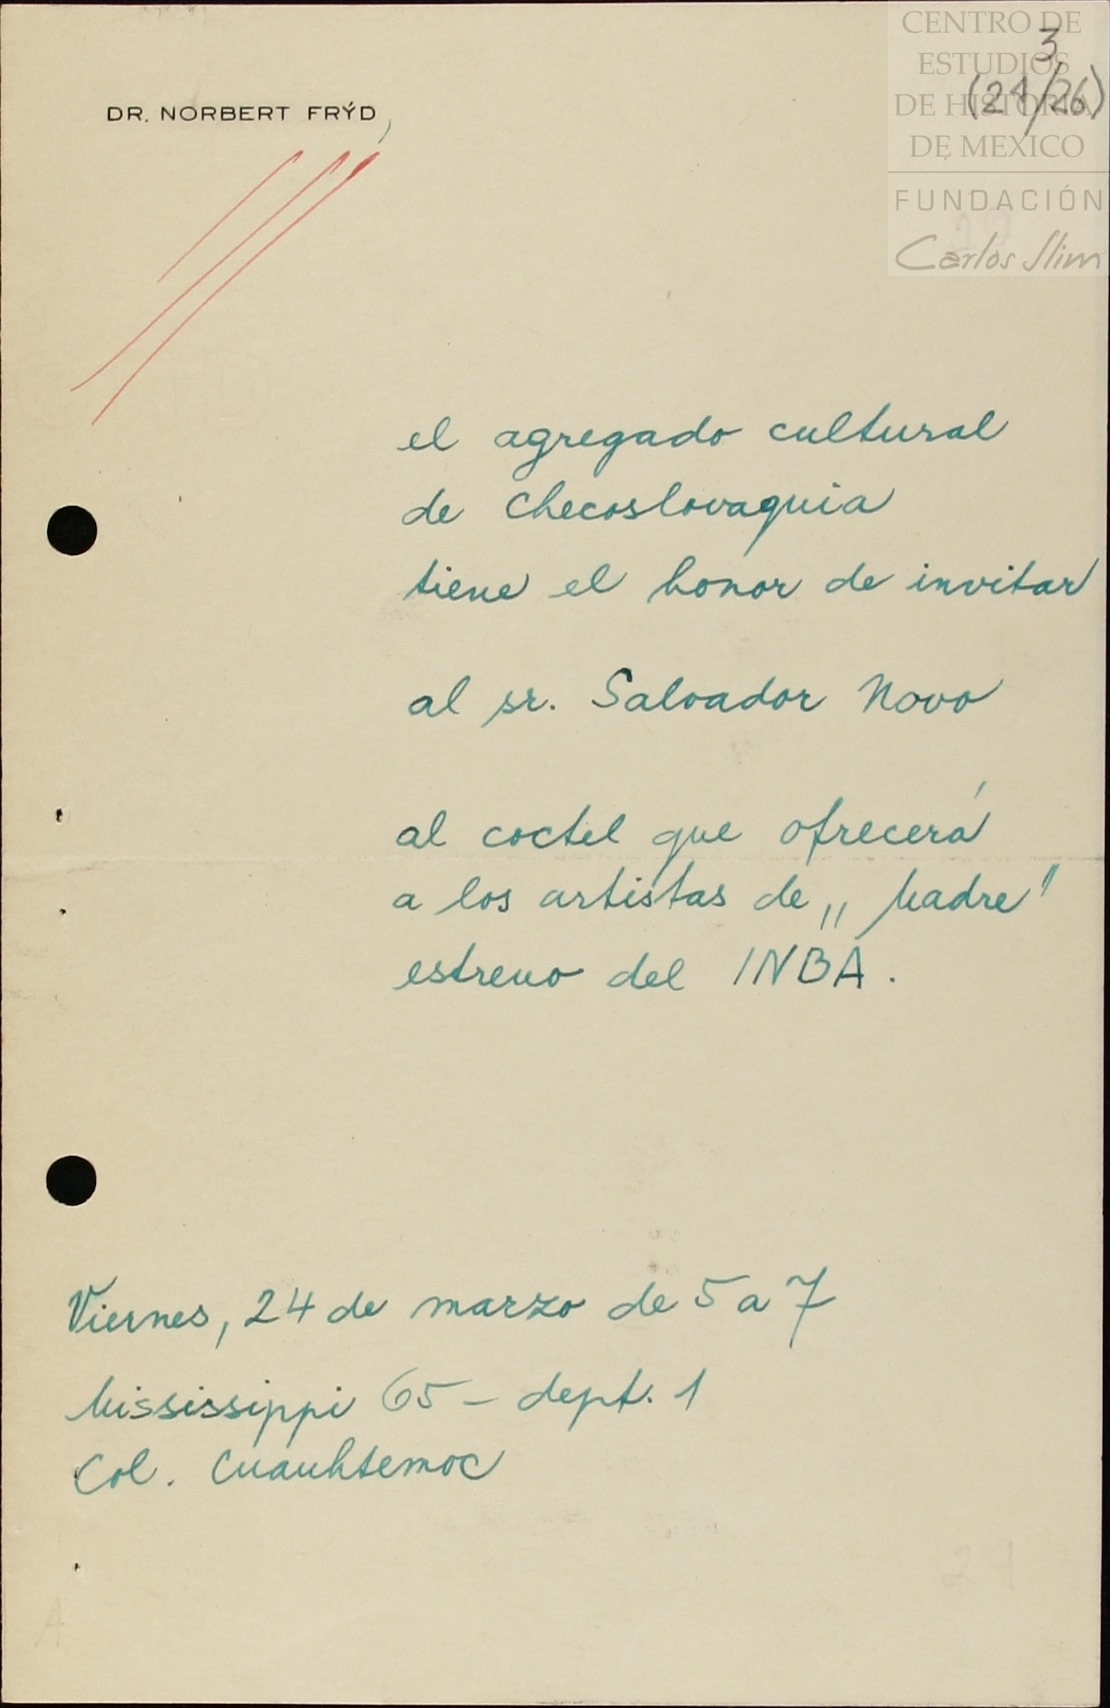 CENTRO DE
ESTUDIOS
DE HISTORIA
DE MEXICO
FUNDACIÓN
Carlos Slim
3
(24/26)
DR. NORBERT FRÝD,
el agregado cultural
de Checoslovaquia
tiene el honor de invitar
al sr. Salvador Novo
al coctel que ofrecerá
a los artistas de „Madre"
estreno del INBA.
Viernes, 24 de marzo de 5 a 7
Mississippi 65 – dept. 1
Col. Cuauhtemoc
21